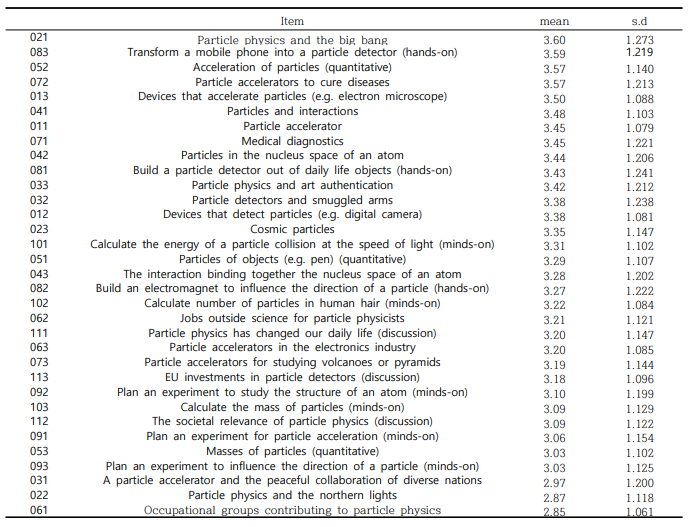 Item mean s.d
021 Particle physics and the big bang 3.60 1.273
083 Transform a mobile phone into a particle detector (hands-on) 3.59 1.219
052 Acceleration of particles (quantitative) 3.57 1.140
072 Particle accelerators to cure diseases 3.57 1.213
013 Devices that accelerate particles (e.g. electron microscope) 3.50 1.088
041 Particles and interactions 3.48 1.103
011 Particle accelerator 3.45 1.079
071 Medical diagnostics 3.45 1.221
042 Particles in the nucleus space of an atom 3.44 1.206
081 Build a particle detector out of daily life objects (hands-on) 3.43 1.241
033 Particle physics and art authentication 3.42 1.212
032 Particle detectors and smuggled arms 3.38 1.238
012 Devices that detect particles (e.g. digital camera) 3.38 1.081
023 Cosmic particles 3.35 1.147
101 Calculate the energy of a particle collision at the speed of light (minds-on) 3.31 1.102
051 Particles of objects (e.g. pen) (quantitative) 3.29 1.107
043 The interaction binding together the nucleus space of an atom 3.28 1.202
082 Build an electromagnet to influence the direction of a particle (hands-on) 3.27 1.222
102 Calculate number of particles in human hair (minds-on) 3.22 1.084
062 Jobs outside science for particle physicists 3.21 1.121
111 Particle physics has changed our daily life (discussion) 3.20 1.147
063 Particle accelerators in the electronics industry 3.20 1.085
073 Particle accelerators for studying volcanoes or pyramids 3.19 1.144
113 EU investments in particle detectors (discussion) 3.18 1.096
092 Plan an experiment to study the structure of an atom (minds-on) 3.10 1.199
103 Calculate the mass of particles (minds-on) 3.09 1.129
112 The societal relevance of particle physics (discussion) 3.09 1.122
091 Plan an experiment for particle acceleration (minds-on) 3.06 1.154
053 Masses of particles (quantitative) 3.03 1.102
093 Plan an experiment to influence the direction of a particle (minds-on) 3.03 1.125
031 A particle accelerator and the peaceful collaboration of diverse nations 2.97 1.200
022 Particle physics and the northern lights 2.87 1.118
061 Occupational groups contributing to particle physics 2.85 1.061